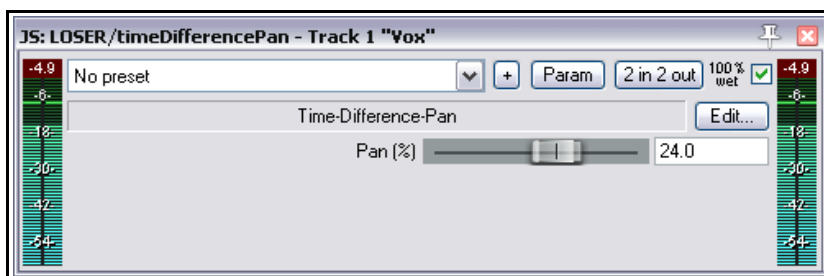 JS: LOSER/timeDifferencePan - Track 1 "Vox"
-4.9 No preset + Param 2 in 2 out 100% wet -4.9
-6- -6-
Time-Difference-Pan Edit...
-18- -18-
Pan (%) 24.0
-30- -30-
-42- -42-
-54- -54-